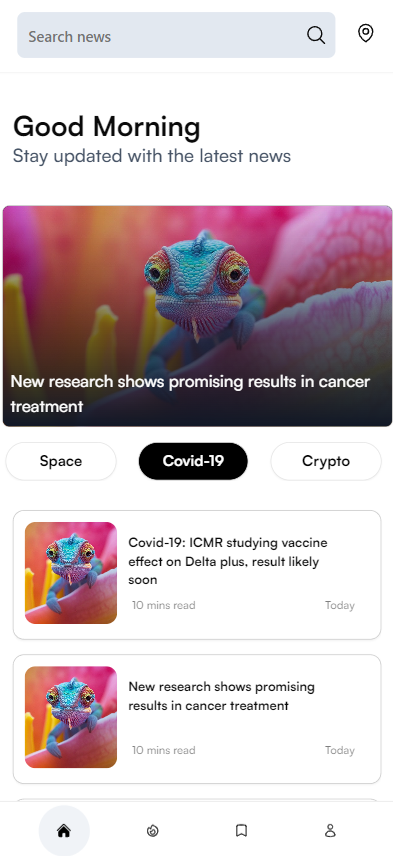 Search news
Good Morning
Stay updated with the latest news
New research shows promising results in cancer
treatment
Space
Covid-19
Crypto
Covid-19: ICMR studying vaccine
effect on Delta plus, result likely
soon
10 mins read
Today
New research shows promising
results in cancer treatment
10 mins read
Today